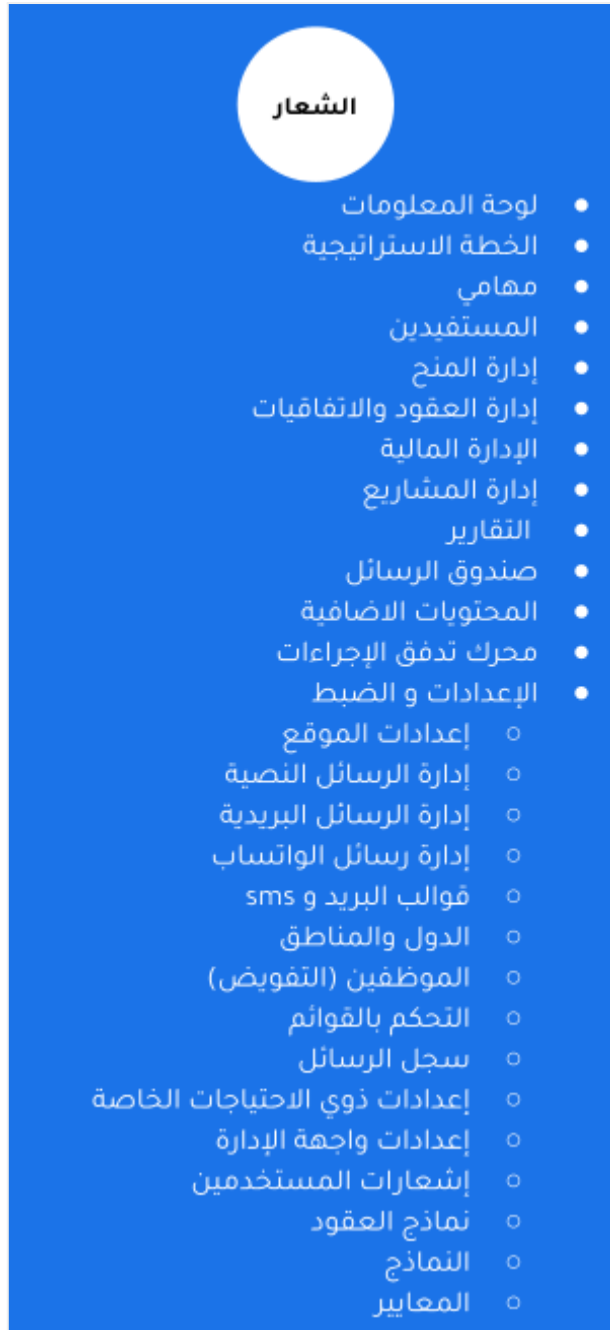 الشعار
لوحة المعلومات
الخطة الاستراتيجية
مهامي
المستفيدين
إدارة المنح
إدارة العقود والاتفاقيات
الإدارة المالية
إدارة المشاريع
التقارير
صندوق الرسائل
المحتويات الاضافية
محرك تدفق الإجراءات
الإعدادات و الضبط
إعدادات الموقع
إدارة الرسائل النصية
إدارة الرسائل البريدية
إدارة رسائل الواتساب
قوالب البريد و sms
الدول والمناطق
الموظفين (التفويض)
التحكم بالقوائم
سجل الرسائل
إعدادات ذوي الاحتياجات الخاصة
إعدادات واجهة الإدارة
إشعارات المستخدمين
نماذج العقود
النماذج
المعايير